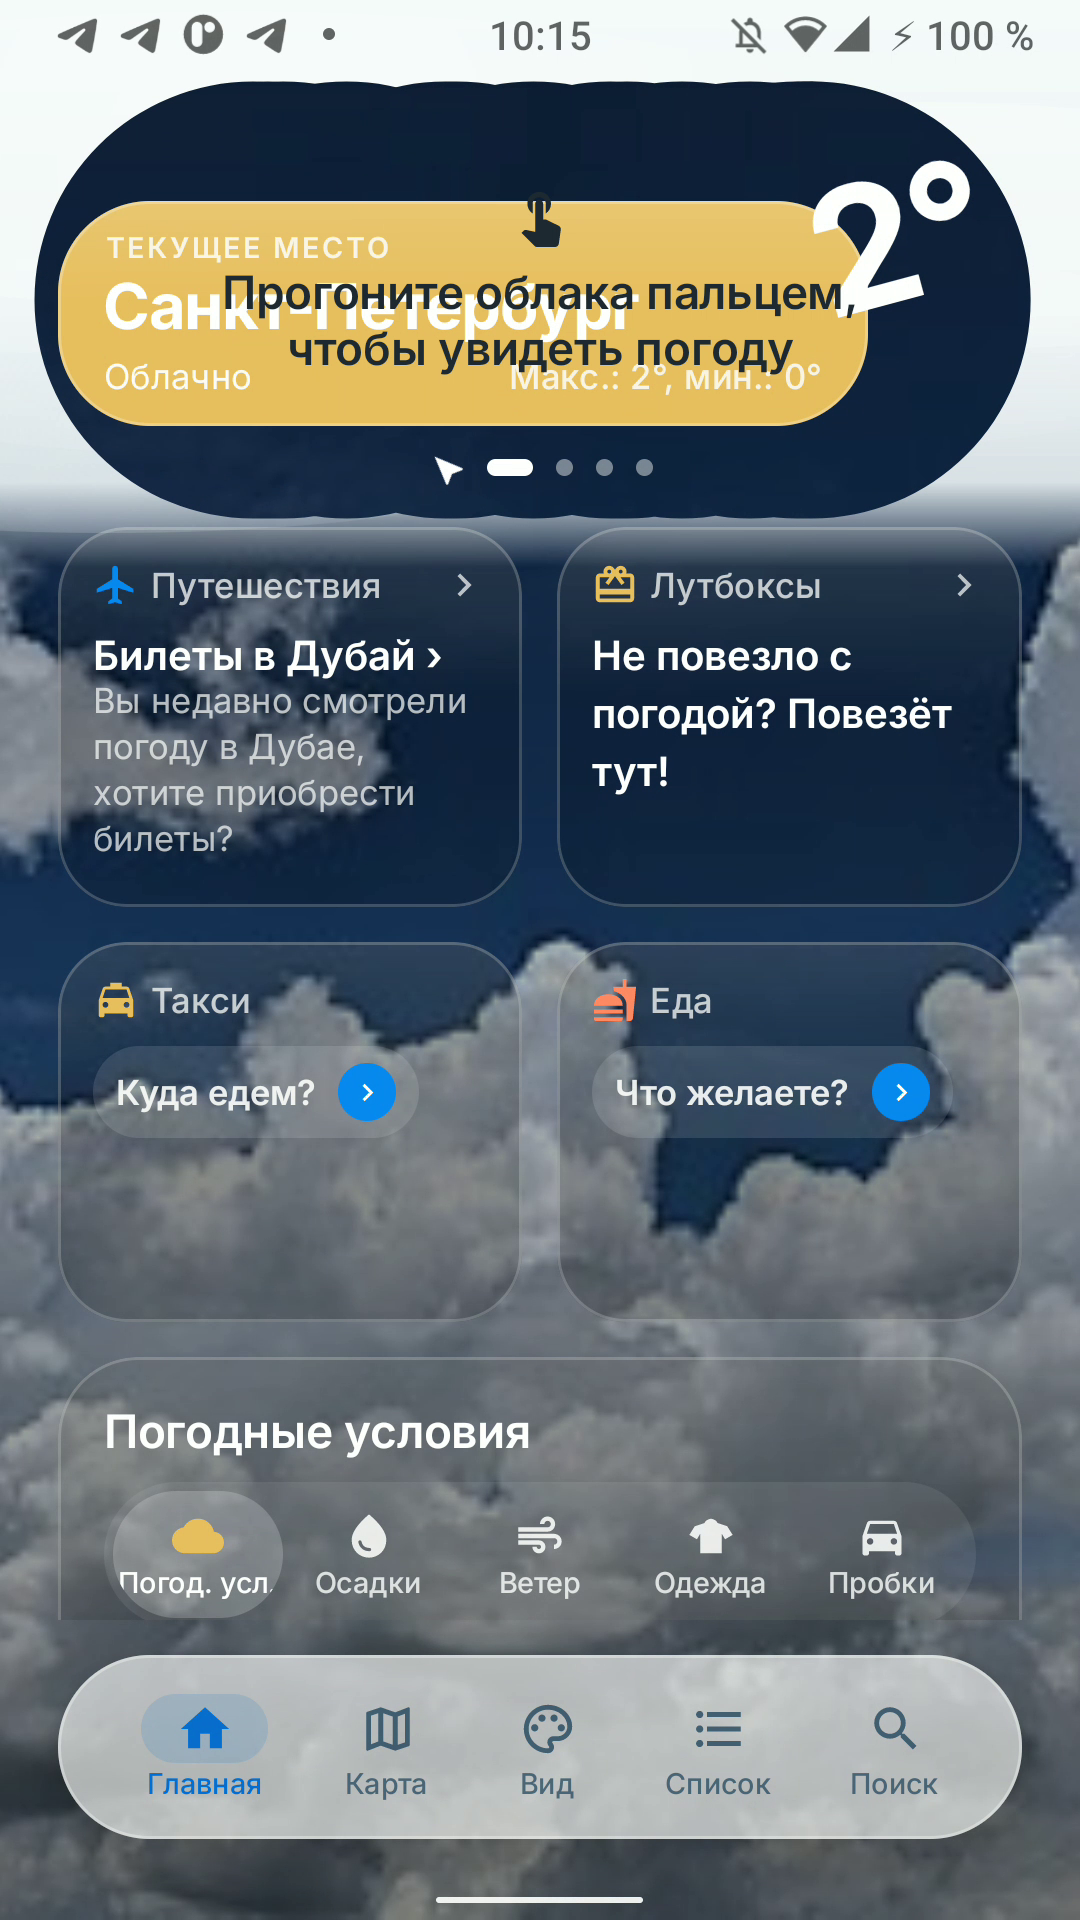 10:15
100 %
2°
ТЕКУЩЕЕ МЕСТО
Санкт-Петербург
Прогоните облака пальцем,
чтобы увидеть погоду
Облачно
Макс.: 2°, мин.: 0°
Путешествия
Билеты в Дубай ›
Вы недавно смотрели
погоду в Дубае,
хотите приобрести
билеты?
Лутбоксы
Не повезло с
погодой? Повезёт
тут!
Такси
Куда едем?
Еда
Что желаете?
Погодные условия
Погод. усл.
Осадки
Ветер
Одежда
Пробки
Главная
Карта
Вид
Список
Поиск